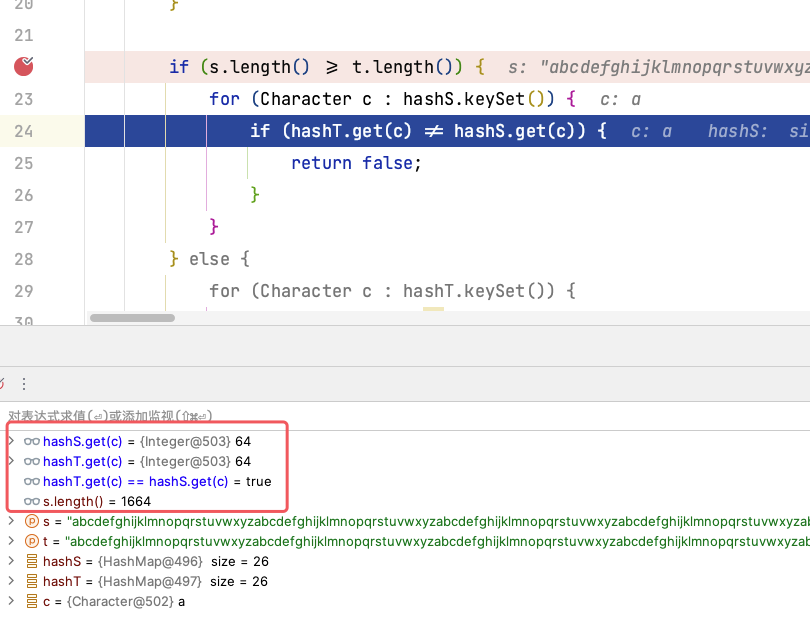 20 }
21
if (s.length() ≥ t.length()) { s: "abcdefghijklmnopqrstuvwxyz
23 for (Character c : hashS.keySet()) { c: a
24 if (hashT.get(c) ≠ hashS.get(c)) { c: a hashS: si
25 return false;
26 }
27 }
28 } else {
29 for (Character c : hashT.keySet()) {
30
对表达式求值(⏎)或添加监视(⇧⌘⏎)
hashS.get(c) = {Integer@503} 64
hashT.get(c) = {Integer@503} 64
hashT.get(c) == hashS.get(c) = true
s.length() = 1664
s = "abcdefghijklmnopqrstuvwxyzabcdefghijklmnopqrstuvwxyzabcdefghijklmnopqrstuvwxyzabcdefghijklmnopqrstuvwxyzab
t = "abcdefghijklmnopqrstuvwxyzabcdefghijklmnopqrstuvwxyzabcdefghijklmnopqrstuvwxyzabcdefghijklmnopqrstuvwxyzab
hashS = {HashMap@496} size = 26
hashT = {HashMap@497} size = 26
c = {Character@502} a